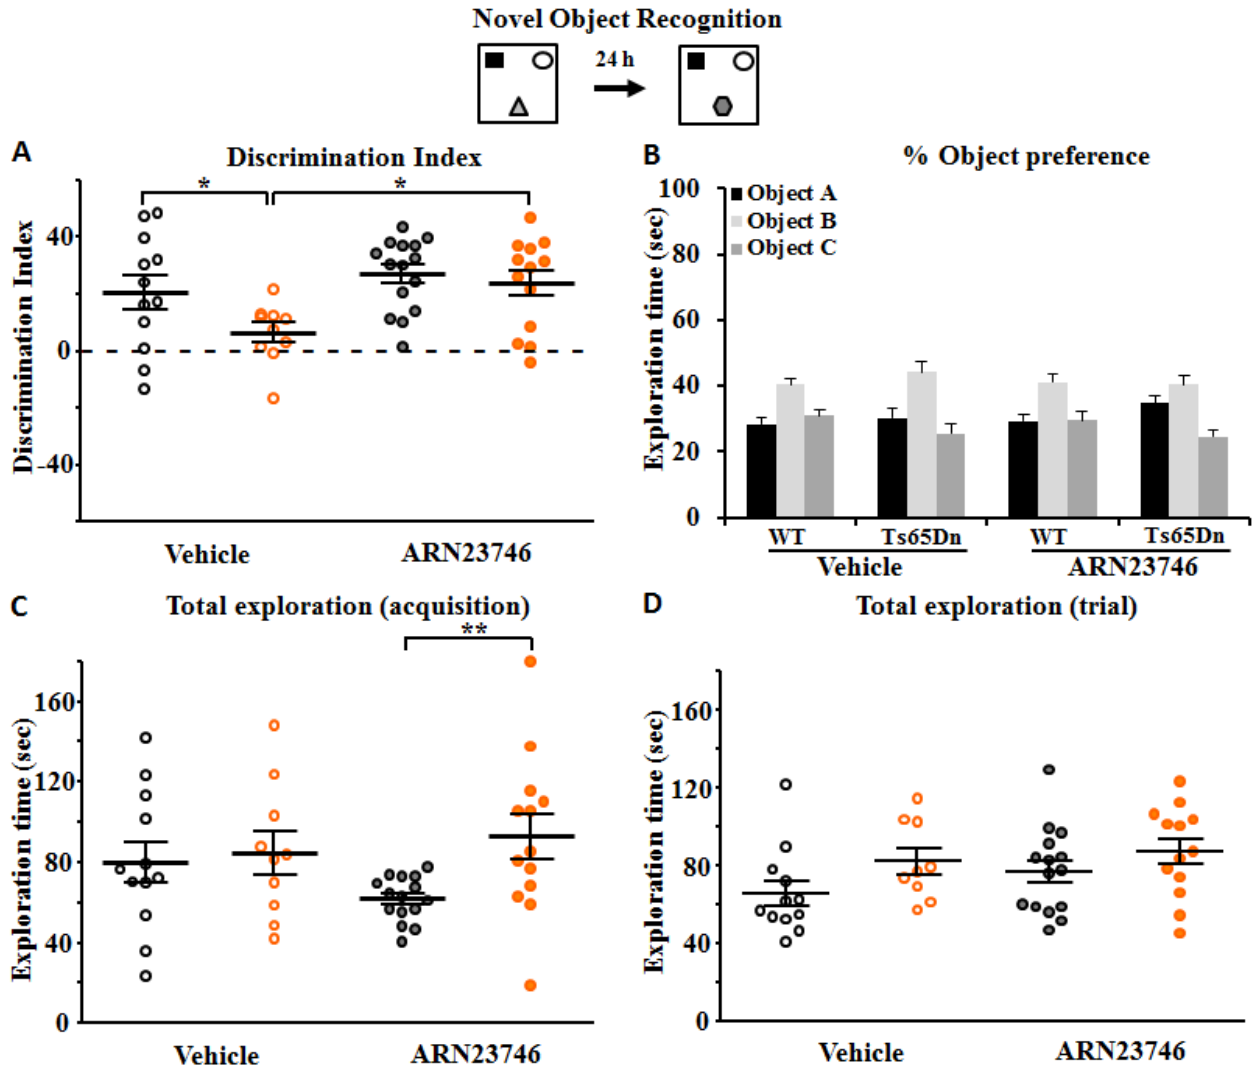 Novel Object Recognition
24 h
A
Discrimination Index
*
*
Discrimination Index
40
0
-40
Vehicle
ARN23746
B
% Object preference
Exploration time (sec)
100
80
60
40
20
0
Object A
Object B
Object C
WT
Ts65Dn
WT
Ts65Dn
Vehicle
ARN23746
C
Total exploration (acquisition)
**
Exploration time (sec)
160
120
80
40
0
Vehicle
ARN23746
D
Total exploration (trial)
Exploration time (sec)
160
120
80
40
0
Vehicle
ARN23746